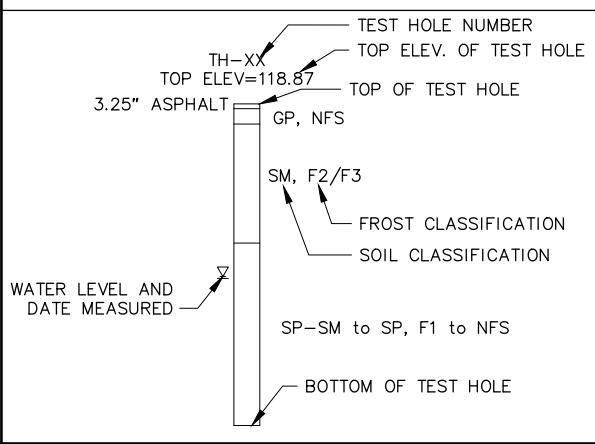 TEST HOLE NUMBER
TH-XX
TOP ELEV. OF TEST HOLE
TOP ELEV=118.87
TOP OF TEST HOLE
3.25" ASPHALT
GP, NFS
SM, F2/F3
FROST CLASSIFICATION
SOIL CLASSIFICATION
WATER LEVEL AND
DATE MEASURED
SP-SM to SP, F1 to NFS
BOTTOM OF TEST HOLE